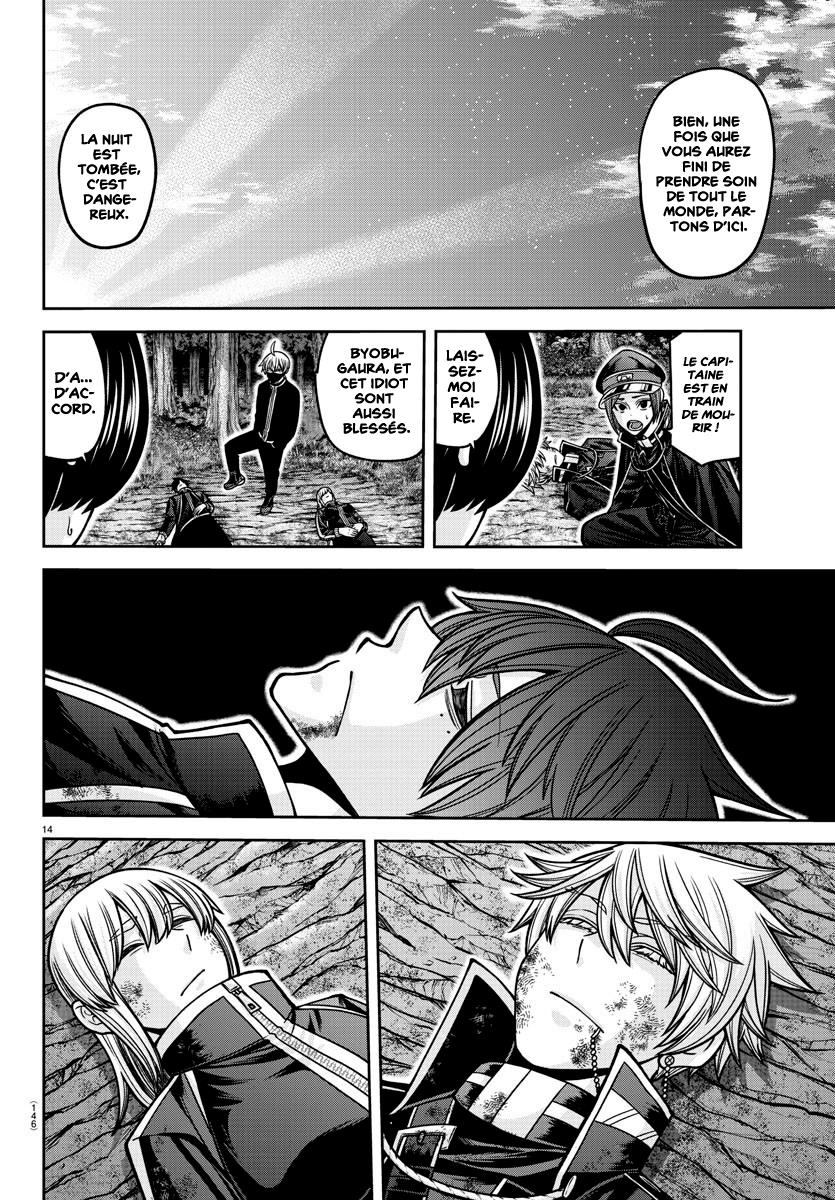 BIEN, UNE
FOIS QUE
VOUS AUREZ
FINI DE
PRENDRE SOIN
DE TOUT LE
MONDE, PAR-
TONS D'ICI.
LA NUIT
EST
TOMBÉE,
C'EST
DANGE-
REUX.
LE CAPI-
TAINE EST
EN TRAIN
DE MOU-
RIR !
LAIS-
SEZ-
MOI
FAI-
RE.
BYOBU-
GAURA, ET
CET IDIOT
SONT
AUSSI
BLESSÉS.
D'A...
D'AC-
CORD.
14
(146)